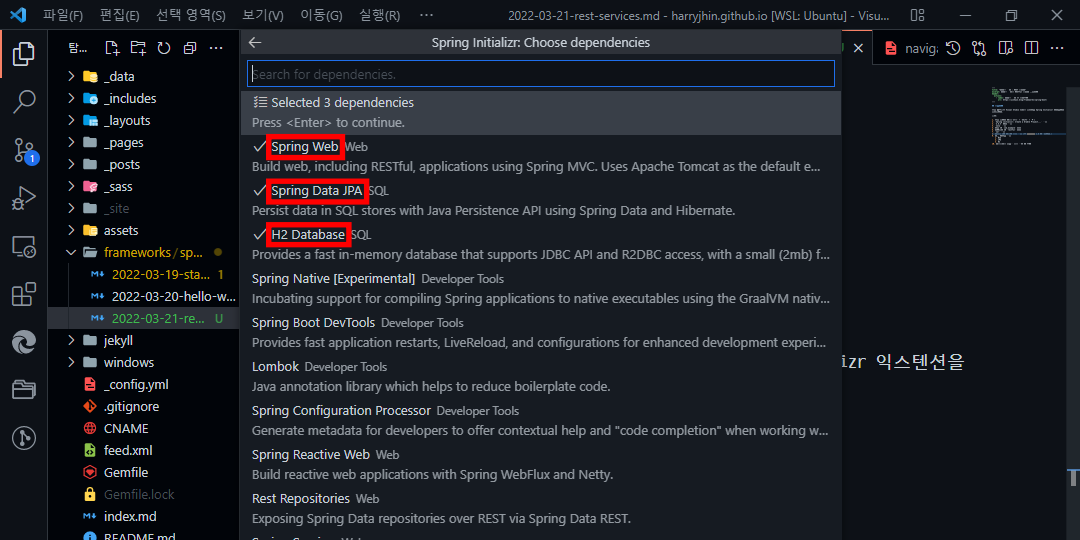 파일(F) 편집(E) 선택 영역(S) 보기(V) 이동(G) 실행(R) ··· 2022-03-21-rest-services.md - harryjhin.github.io [WSL: Ubuntu] - Visu...
탐...
Spring Initializr: Choose dependencies
Search for dependencies.
Selected 3 dependencies
Press <Enter> to continue.
Spring Web Web
Build web, including RESTful, applications using Spring MVC. Uses Apache Tomcat as the default e...
Spring Data JPA SQL
Persist data in SQL stores with Java Persistence API using Spring Data and Hibernate.
H2 Database SQL
Provides a fast in-memory database that supports JDBC API and R2DBC access, with a small (2mb) f...
Spring Native [Experimental] Developer Tools
Incubating support for compiling Spring applications to native executables using the GraalVM nativ...
Spring Boot DevTools Developer Tools
Provides fast application restarts, LiveReload, and configurations for enhanced development experi...
Lombok Developer Tools
Java annotation library which helps to reduce boilerplate code.
Spring Configuration Processor Developer Tools
Generate metadata for developers to offer contextual help and "code completion" when working w...
Spring Reactive Web Web
Build reactive web applications with Spring WebFlux and Netty.
Rest Repositories Web
Exposing Spring Data repositories over REST via Spring Data REST.
_data
_includes
_layouts
_pages
_posts
_sass
_site
assets
frameworks/sp...
2022-03-19-sta... 1
2022-03-20-hello-w...
2022-03-21-re... U
jekyll
windows
_config.yml
.gitignore
CNAME
feed.xml
Gemfile
Gemfile.lock
index.md
README.md
1
U
naviga
izr 익스텐션을